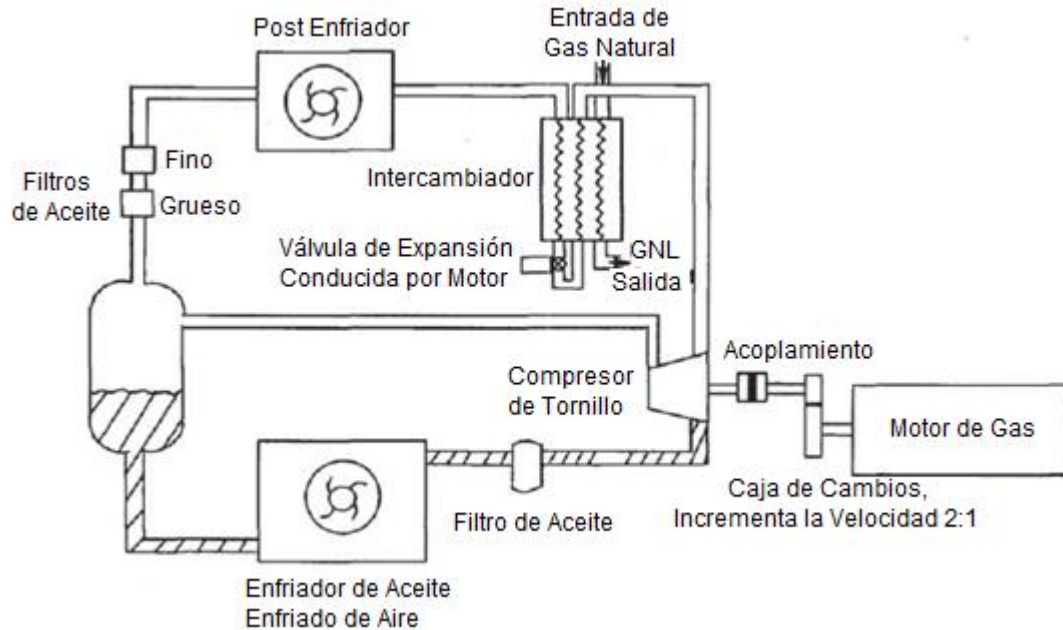 Post Enfriador
Entrada de
Gas Natural
Fino
Filtros
de Aceite
Grueso
Intercambiador
Válvula de Expansión
Conducida por Motor
GNL
Salida
Acoplamiento
Compresor
de Tornillo
Motor de Gas
Caja de Cambios,
Incrementa la Velocidad 2:1
Filtro de Aceite
Enfriador de Aceite
Enfriado de Aire